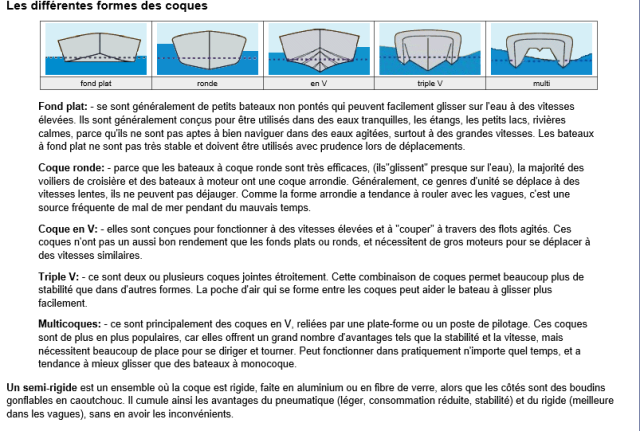 Les différentes formes des coques
fond plat ronde en V triple V multi
Fond plat: - se sont généralement de petits bateaux non pontés qui peuvent facilement glisser sur l'eau à des vitesses
élevées. Ils sont généralement conçus pour être utilisés dans des eaux tranquilles, les étangs, les petits lacs, rivières
calmes, parce qu'ils ne sont pas aptes à bien naviguer dans des eaux agitées, surtout à des grandes vitesses. Les bateaux
à fond plat ne sont pas très stable et doivent être utilisés avec prudence lors de déplacements.
Coque ronde: - parce que les bateaux à coque ronde sont très efficaces, (ils"glissent" presque sur l'eau), la majorité des
voiliers de croisière et des bateaux à moteur ont une coque arrondie. Généralement, ce genres d'unité se déplace à des
vitesses lentes, ils ne peuvent pas déjauger. Comme la forme arrondie a tendance à rouler avec les vagues, c'est une
source fréquente de mal de mer pendant du mauvais temps.
Coque en V: - elles sont conçues pour fonctionner à des vitesses élevées et à "couper" à travers des flots agités. Ces
coques n'ont pas un aussi bon rendement que les fonds plats ou ronds, et nécessitent de gros moteurs pour se déplacer à
des vitesses similaires.
Triple V: - ce sont deux ou plusieurs coques jointes étroitement. Cette combinaison de coques permet beaucoup plus de
stabilité que dans d'autres formes. La poche d'air qui se forme entre les coques peut aider le bateau à glisser plus
facilement.
Multicoques: - ce sont principalement des coques en V, reliées par une plate-forme ou un poste de pilotage. Ces coques
sont de plus en plus populaires, car elles offrent un grand nombre d'avantages tels que la stabilité et la vitesse, mais
nécessitent beaucoup de place pour se diriger et tourner. Peut fonctionner dans pratiquement n'importe quel temps, et a
tendance à mieux glisser que des bateaux à monocoque.
Un semi-rigide est un ensemble où la coque est rigide, faite en aluminium ou en fibre de verre, alors que les côtés sont des boudins
gonflables en caoutchouc. Il cumule ainsi les avantages du pneumatique (léger, consommation réduite, stabilité) et du rigide (meilleure
dans les vagues), sans en avoir les inconvénients.